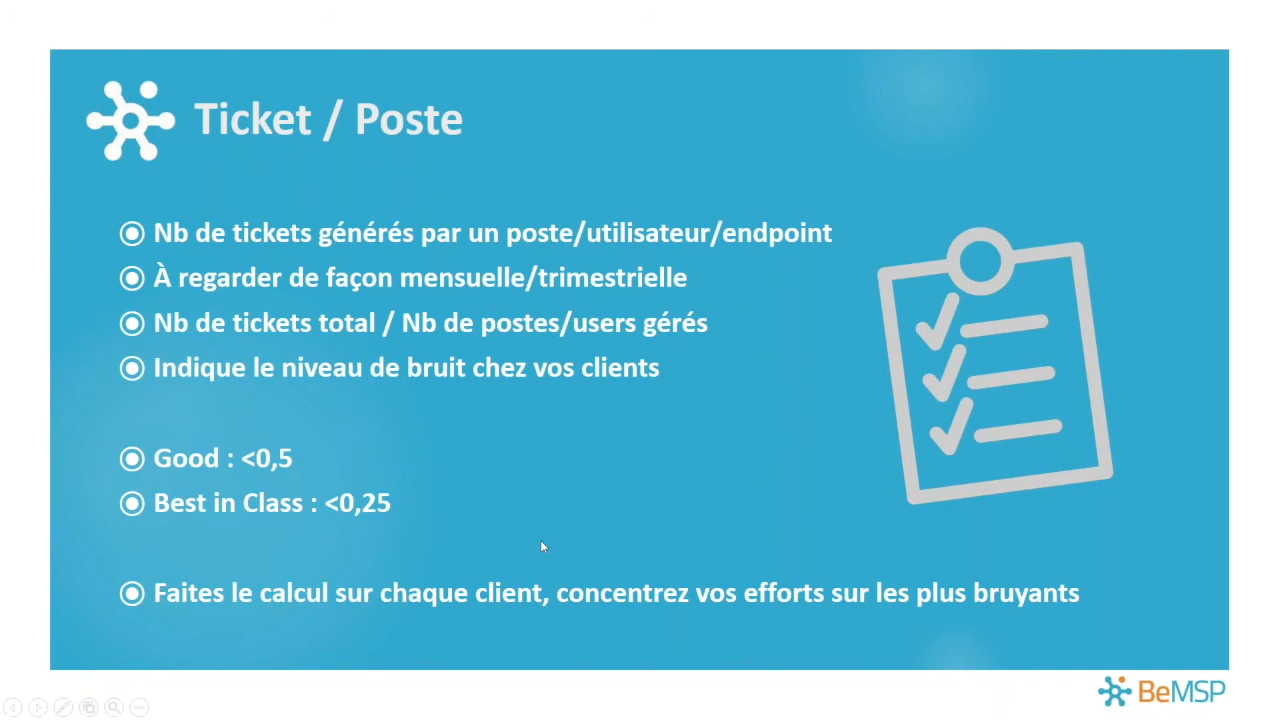 Ticket / Poste
Nb de tickets générés par un poste/utilisateur/endpoint
À regarder de façon mensuelle/trimestrielle
Nb de tickets total / Nb de postes/users gérés
Indique le niveau de bruit chez vos clients
Good : <0,5
Best in Class : <0,25
Faites le calcul sur chaque client, concentrez vos efforts sur les plus bruyants
BeMSP